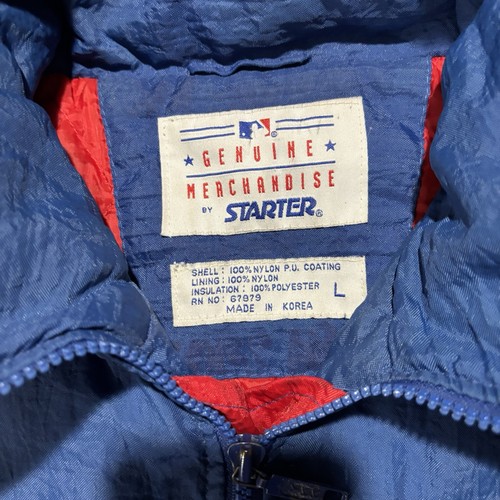 GENUINE
MERCHANDISE
BY STARTER®
SHELL: 100% NYLON P.U. COATING
LINING: 100% NYLON
INSULATION: 100% POLYESTER
RN NO: 67879
MADE IN KOREA
L